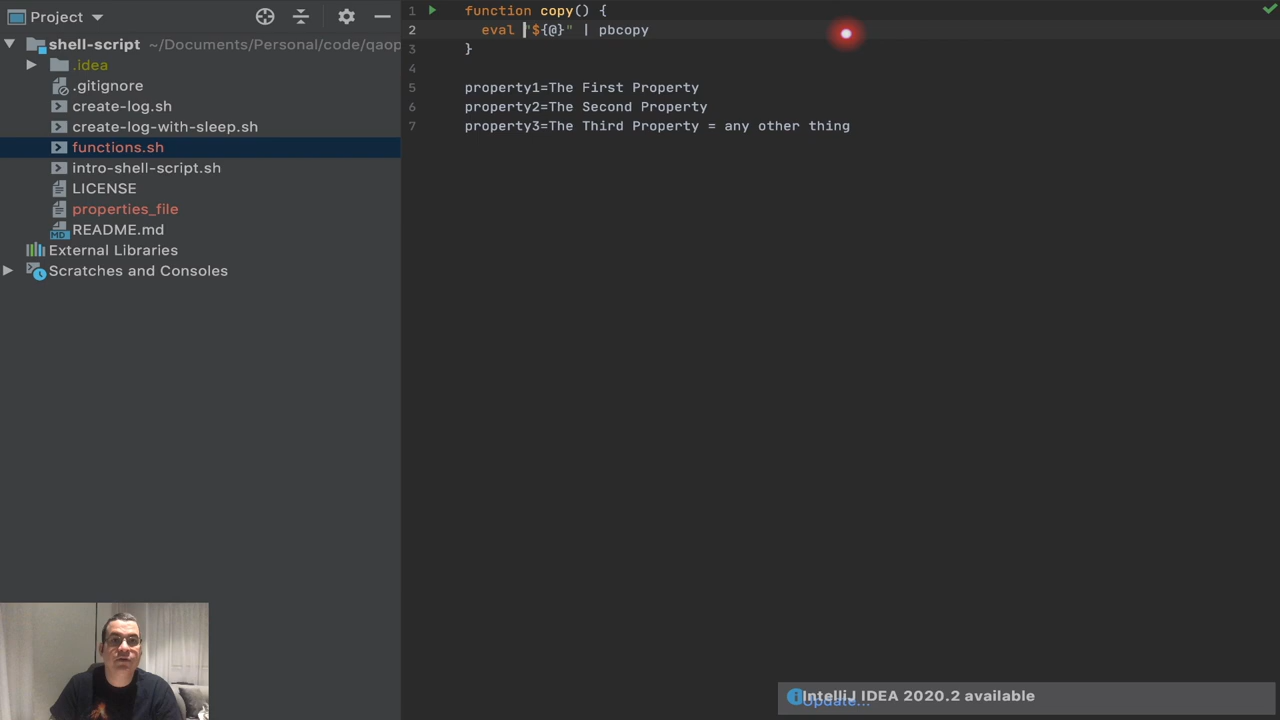 Project
shell-script ~/Documents/Personal/code/qaop
.idea
.gitignore
create-log.sh
create-log-with-sleep.sh
functions.sh
intro-shell-script.sh
LICENSE
properties_file
MD README.md
External Libraries
Scratches and Consoles
1 function copy() {
2 eval "${@}" | pbcopy
3 }
4
5 property1=The First Property
6 property2=The Second Property
7 property3=The Third Property = any other thing
IntelliJ IDEA 2020.2 available
Update...